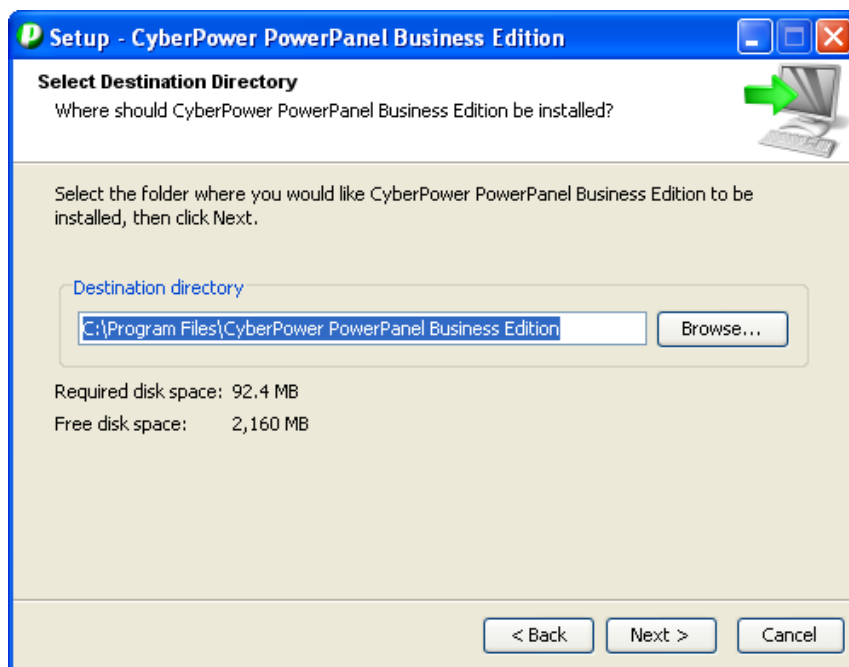 Setup - CyberPower PowerPanel Business Edition
Select Destination Directory
Where should CyberPower PowerPanel Business Edition be installed?
Select the folder where you would like CyberPower PowerPanel Business Edition to be
installed, then click Next.
Destination directory
C:\Program Files\CyberPower PowerPanel Business Edition
Browse...
Required disk space: 92.4 MB
Free disk space: 2,160 MB
< Back Next > Cancel